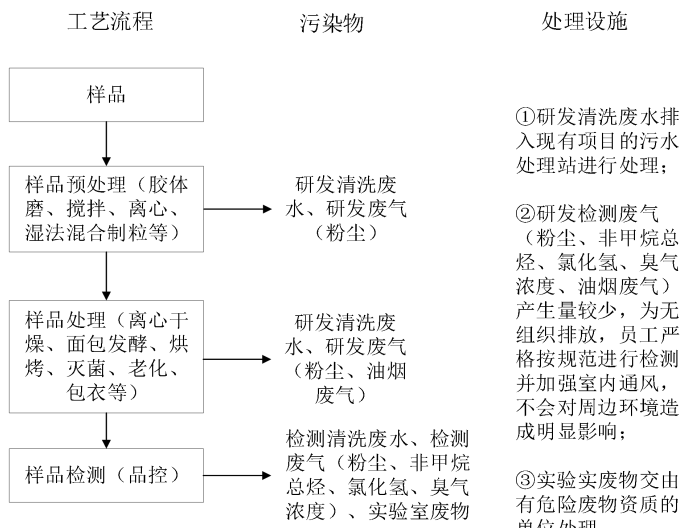 工艺流程
污染物
处理设施
样品
样品预处理（胶体
磨、搅拌、离心、
湿法混合制粒等）
研发清洗废
水、研发废气
（粉尘）
样品处理（离心干
燥、面包发酵、烘
烤、灭菌、老化、
包衣等）
研发清洗废
水、研发废气
（粉尘、油烟
废气）
样品检测（品控）
检测清洗废水、检测
废气（粉尘、非甲烷
总烃、氯化氢、臭气
浓度）、实验室废物
①研发清洗废水排
入现有项目的污水
处理站进行处理；
②研发检测废气
（粉尘、非甲烷总
烃、氯化氢、臭气
浓度、油烟废气）
产生量较少，为无
组织排放，员工严
格按规范进行检测
并加强室内通风，
不会对周边环境造
成明显影响；
③实验实废物交由
有危险废物资质的
单位处理